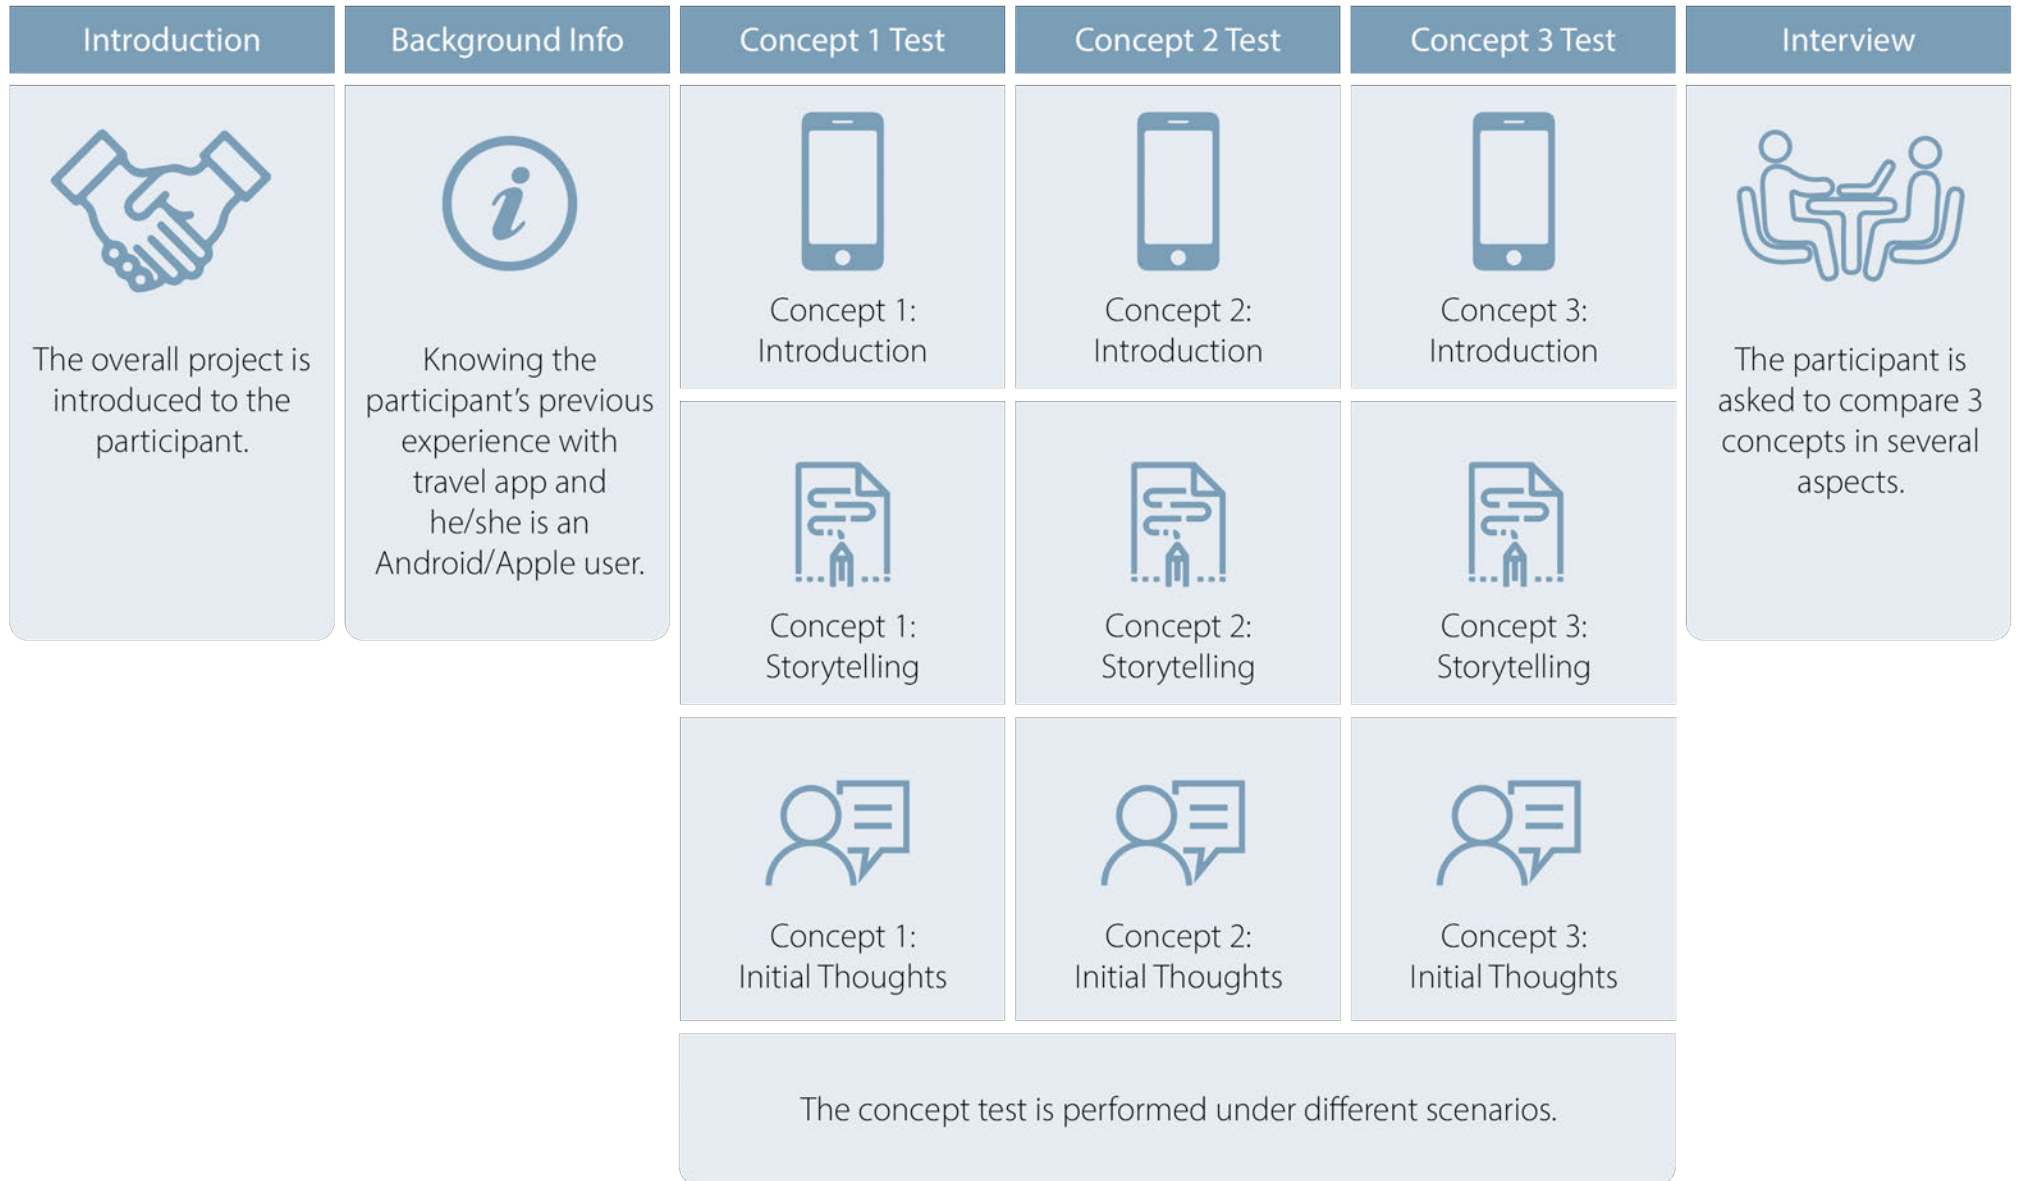 Introduction
The overall project is
introduced to the
participant.
Background Info
i
Knowing the
participant's previous
experience with
travel app and
he/she is an
Android/Apple user.
Concept 1 Test
Concept 1:
Introduction
Concept 1:
Storytelling
Concept 1:
Initial Thoughts
Concept 2 Test
Concept 2:
Introduction
Concept 2:
Storytelling
Concept 2:
Initial Thoughts
Concept 3 Test
Concept 3:
Introduction
Concept 3:
Storytelling
Concept 3:
Initial Thoughts
The concept test is performed under different scenarios.
Interview
The participant is
asked to compare 3
concepts in several
aspects.